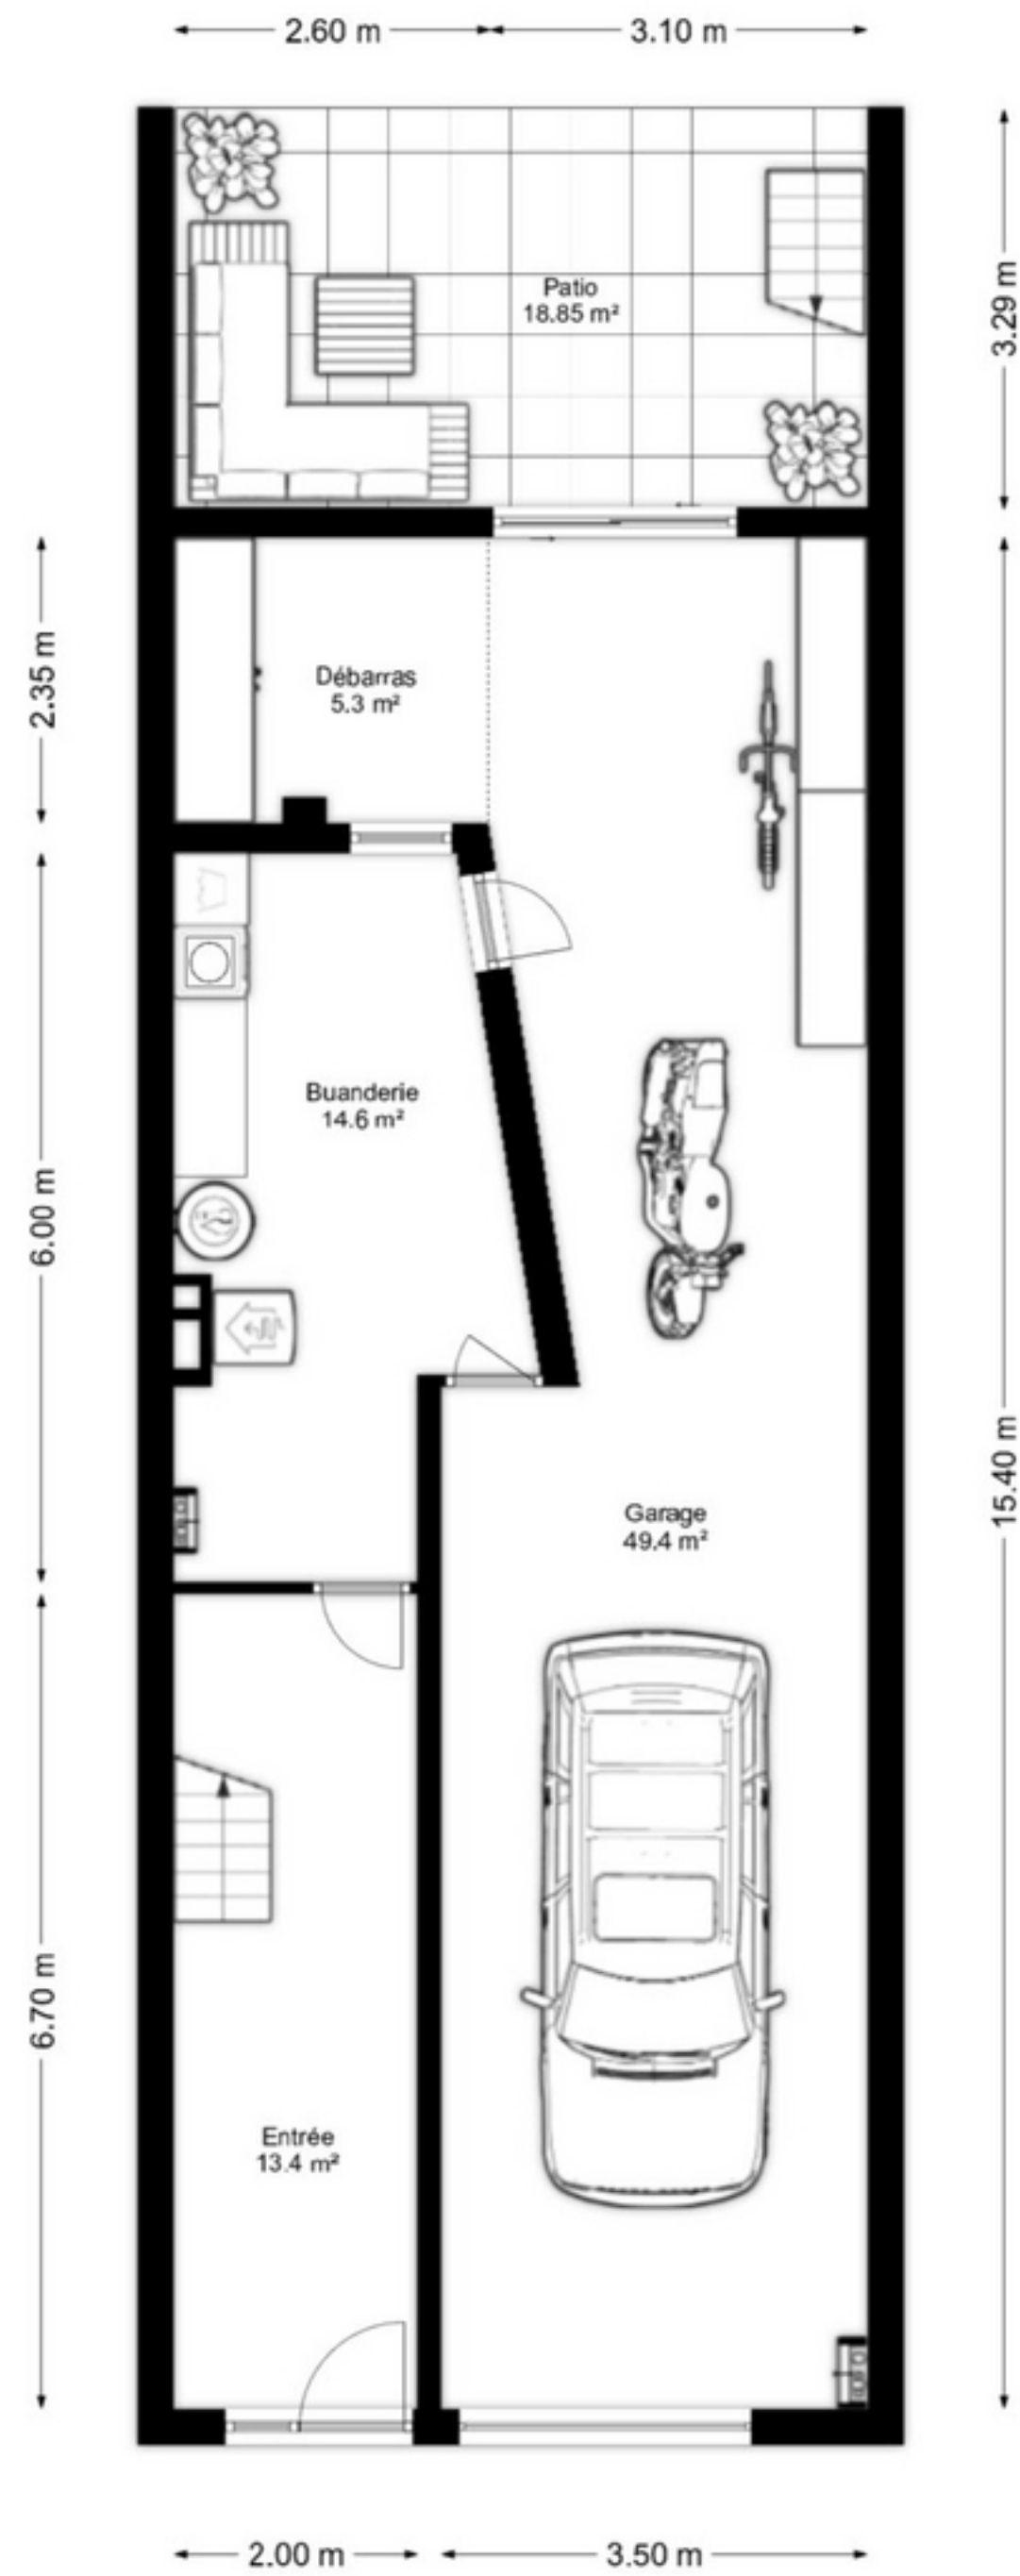 2.60 m
3.10 m
Patio
18.85 m²
3.29 m
Débarras
5.3 m²
2.35 m
Buanderie
14.6 m²
6.00 m
15.40 m
Garage
49.4 m²
6.70 m
Entrée
13.4 m²
2.00 m
3.50 m